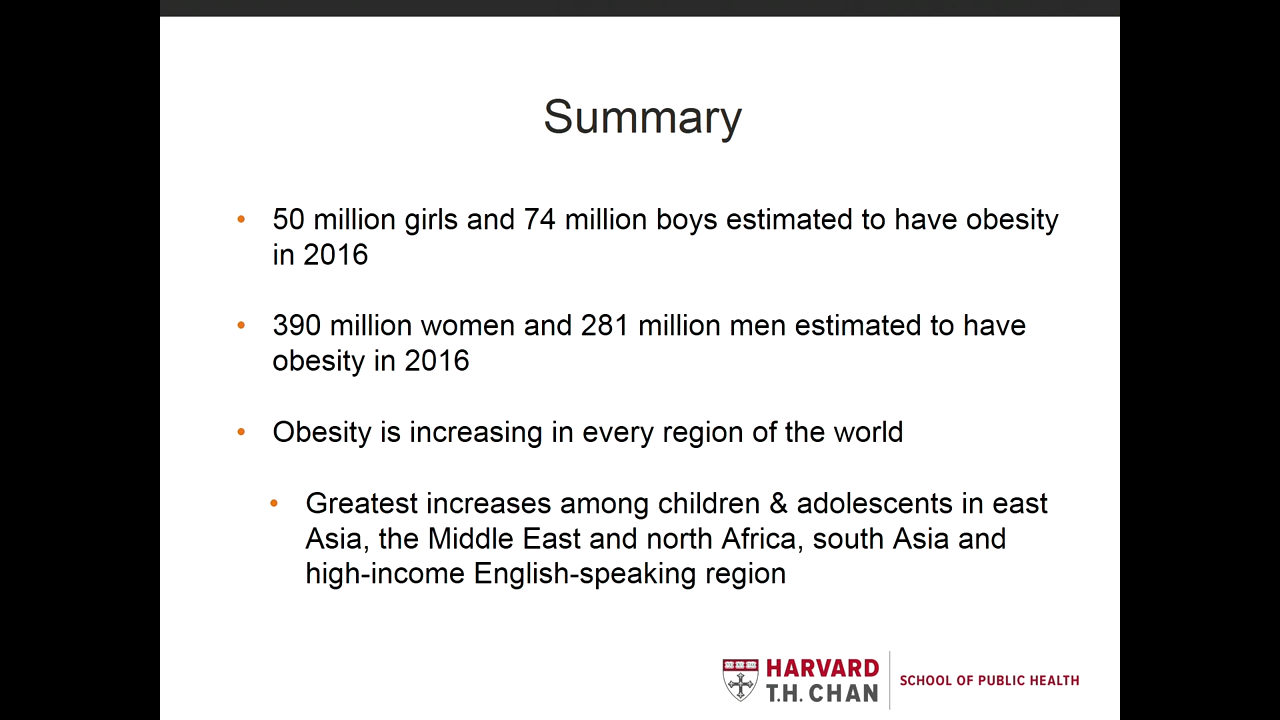 Summary
• 50 million girls and 74 million boys estimated to have obesity
in 2016
• 390 million women and 281 million men estimated to have
obesity in 2016
• Obesity is increasing in every region of the world
• Greatest increases among children & adolescents in east
Asia, the Middle East and north Africa, south Asia and
high-income English-speaking region
HARVARD
T.H. CHAN
SCHOOL OF PUBLIC HEALTH